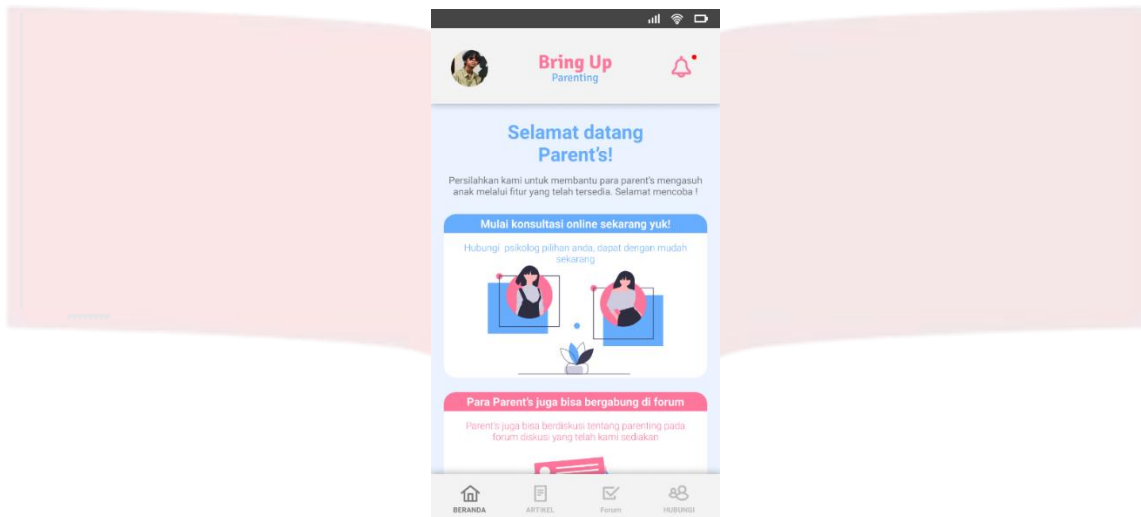 Bring Up
Parenting
Selamat datang
Parent's!
Persilahkan kami untuk membantu para parent's mengasuh
anak melalui fitur yang telah tersedia. Selamat mencoba !
Mulai konsultasi online sekarang yuk!
Hubungi psikolog pilihan anda, dapat dengan mudah
sekarang
Para Parent's juga bisa bergabung di forum
Parent's juga bisa berdiskusi tentang parenting pada
forum diskusi yang telah kami sediakan
BERANDA ARTIKEL Forum HUBUNGI